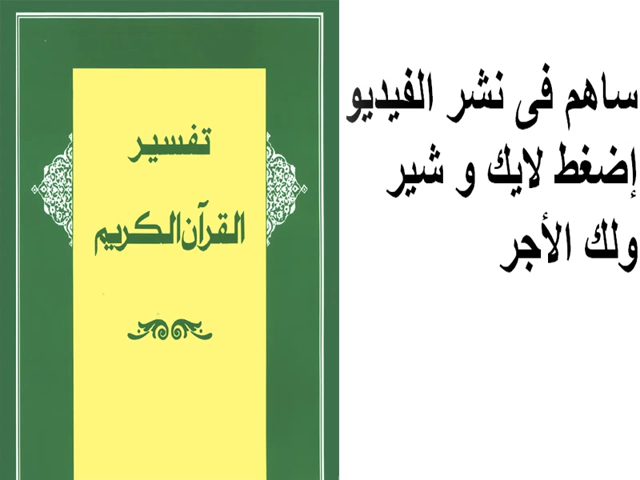 تفسير
القرآن الكريم
ساهم فى نشر الفيديو
إضغط لايك و شير
ولك الأجر